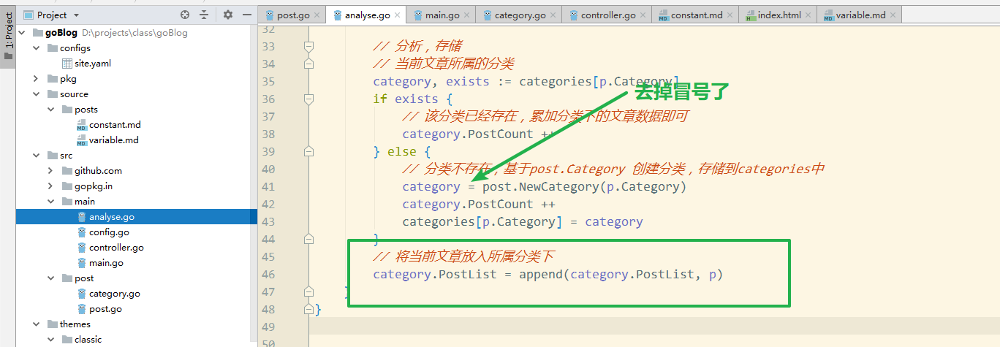 1: Project
Project
post.go
analyse.go
main.go
category.go
controller.go
constant.md
index.html
variable.md
goBlog D:\projects\class\goBlog
configs
site.yaml
pkg
source
posts
constant.md
variable.md
src
github.com
gopkg.in
main
analyse.go
config.go
controller.go
main.go
post
category.go
post.go
themes
classic
32
33 // 分析，存储
34 // 当前文章所属的分类
35 category, exists := categories[p.Category]
去掉冒号了
36 if exists {
37 // 该分类已经存在，累加分类下的文章数据即可
38 category.PostCount ++
39 } else {
40 // 分类不存在，基于post.Category 创建分类，存储到categories中
41 category = post.NewCategory(p.Category)
42 category.PostCount ++
43 categories[p.Category] = category
44 }
45 // 将当前文章放入所属分类下
46 category.PostList = append(category.PostList, p)
47 }
48 }
49
50